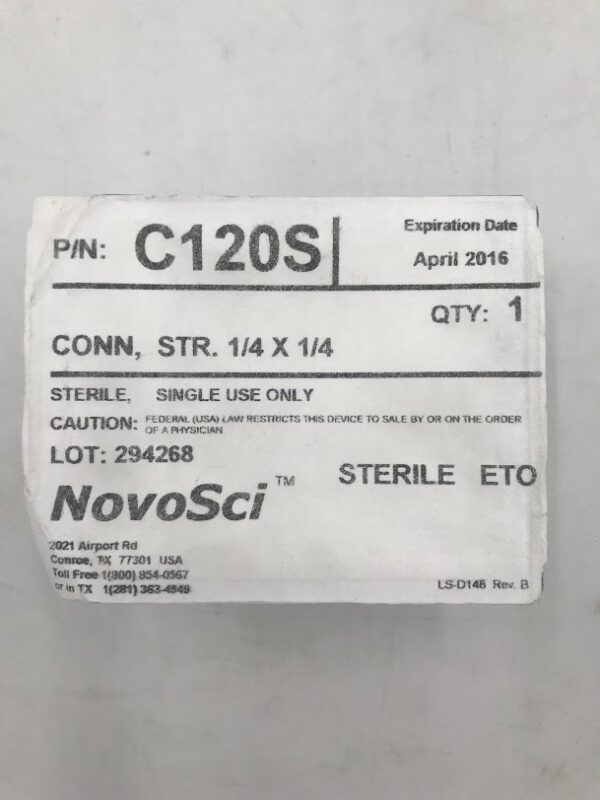 P/N: C120S
Expiration Date
April 2016
QTY: 1
CONN, STR. 1/4 X 1/4
STERILE, SINGLE USE ONLY
CAUTION: FEDERAL (USA) LAW RESTRICTS THIS DEVICE TO SALE BY OR ON THE ORDER
OF A PHYSICIAN
LOT: 294268
STERILE ETO
NovoSci™
2021 Airport Rd
Conroe, TX 77301 USA
Toll Free 1(800) 854-0567
or in TX 1(281) 363-4949
LS-D148 Rev. B